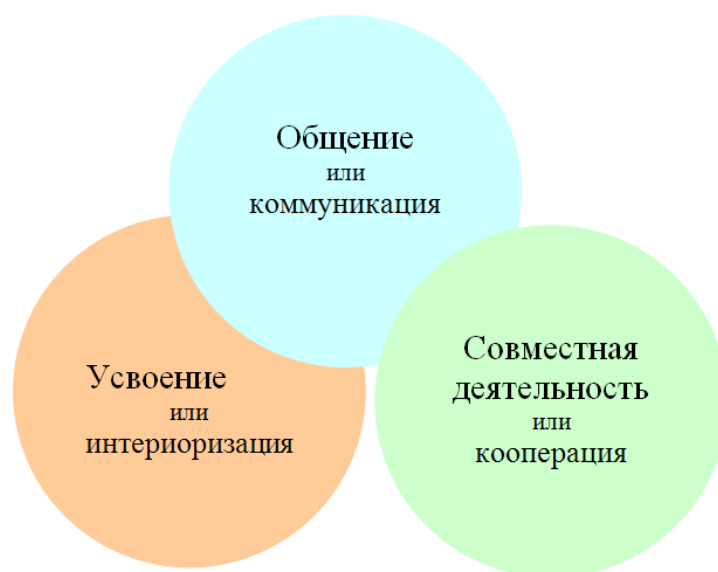 Общение
или
коммуникация
Усвоение
или
интериоризация
Совместная
деятельность
или
кооперация